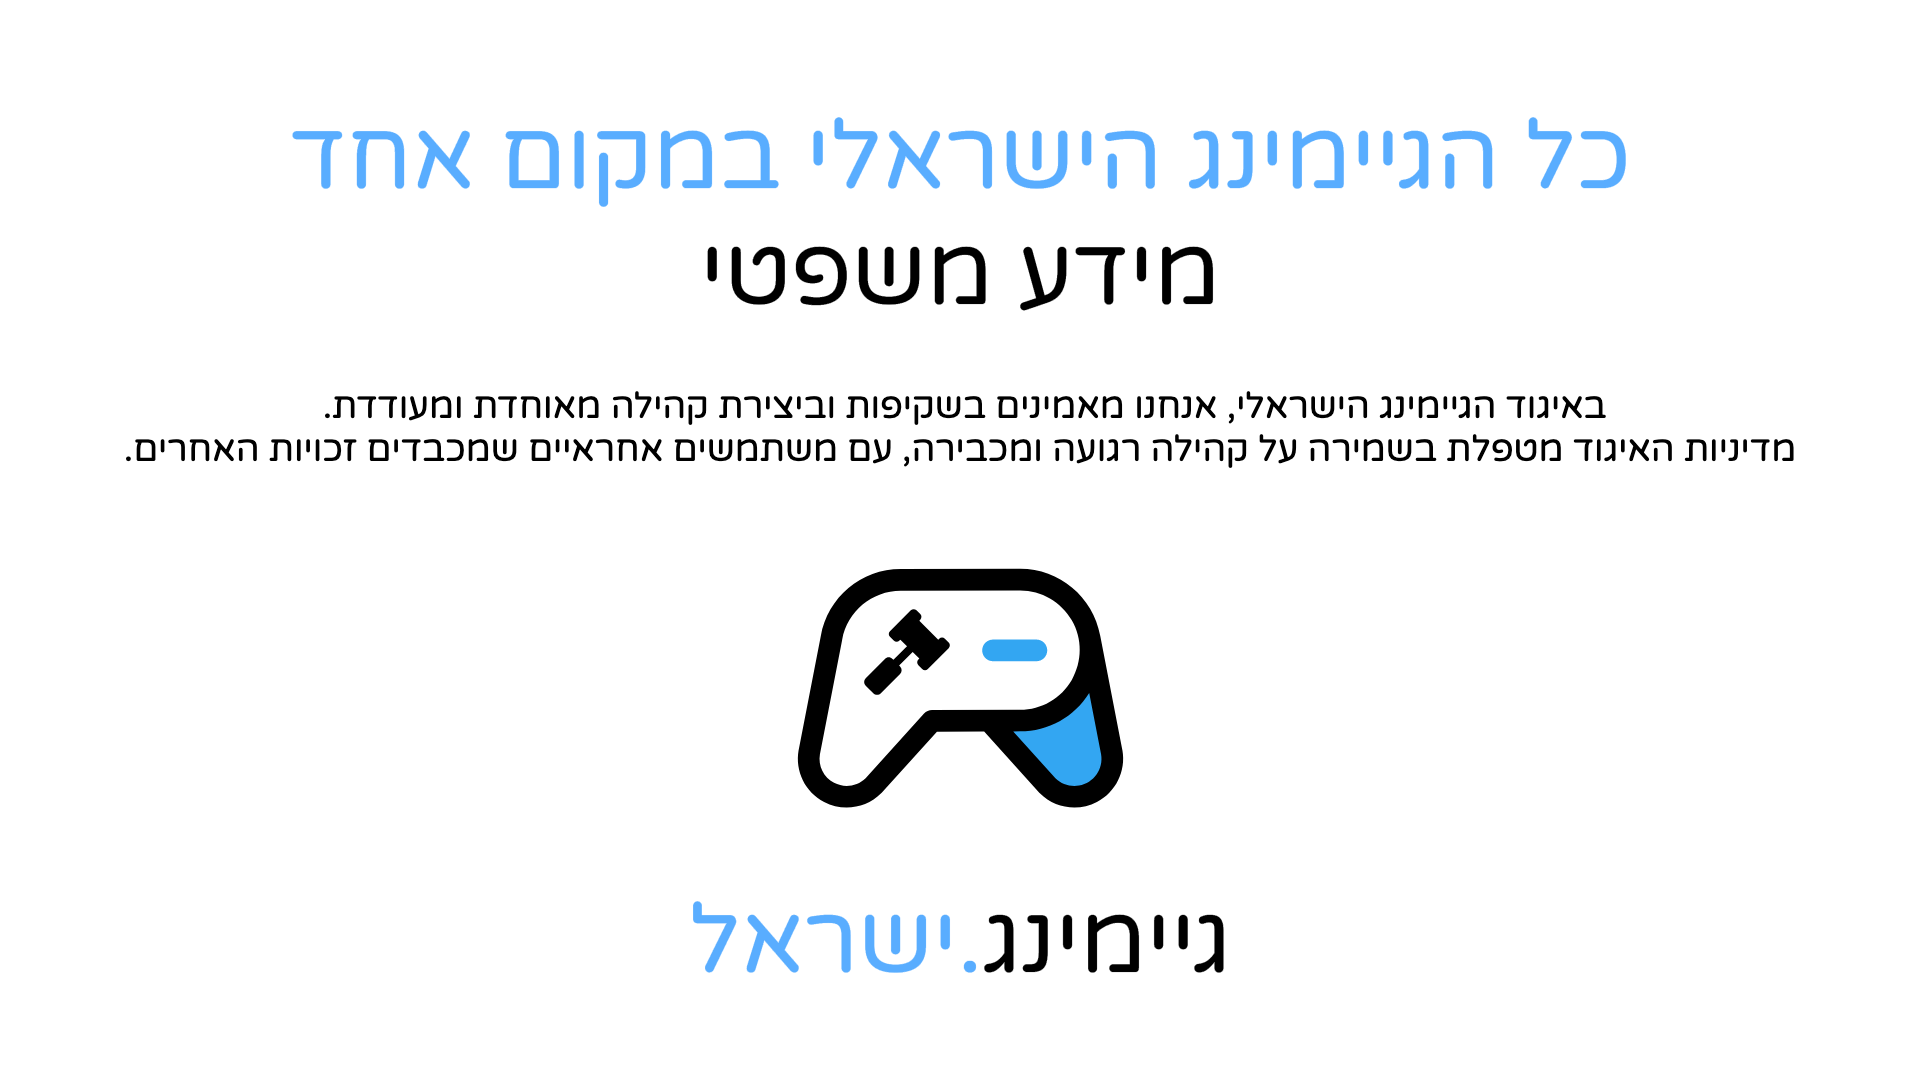 כל הגיימינג הישראלי במקום אחד
מידע משפטי
באיגוד הגיימינג הישראלי, אנחנו מאמינים בשקיפות וביצירת קהילה מאוחדת ומעודדת.
מדיניות האיגוד מטפלת בשמירה על קהילה רגועה ומכבירה, עם משתמשים אחראיים שמכבדים זכויות האחרים.
גיימינג.ישראל